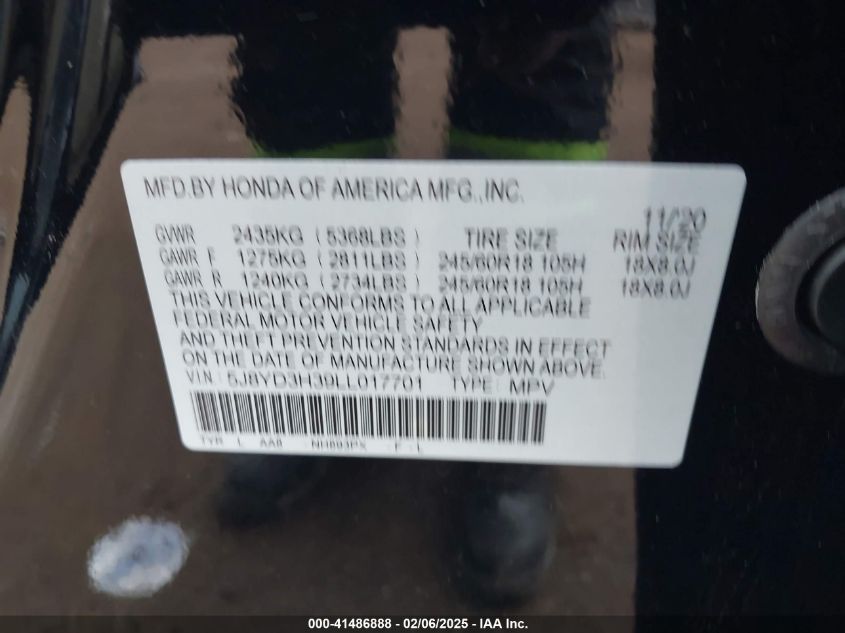 MFD.BY HONDA OF AMERICA MFG.,INC.
11/20
GVWR 2435KG ( 5368LBS ) TIRE SIZE RIM SIZE
GAWR F 1275KG ( 2811LBS ) 245/60R18 105H 18X8.0J
GAWR R 1240KG ( 2734LBS ) 245/60R18 105H 18X8.0J
THIS VEHICLE CONFORMS TO ALL APPLICABLE
FEDERAL MOTOR VEHICLE SAFETY
AND THEFT PREVENTION STANDARDS IN EFFECT
ON THE DATE OF MANUFACTURE SHOWN ABOVE.
VIN: 5J8YD3H39LL017701 TYPE: MPV
TYR L AA8 NH893PX F - L
000-41486888 - 02/06/2025 - IAA Inc.